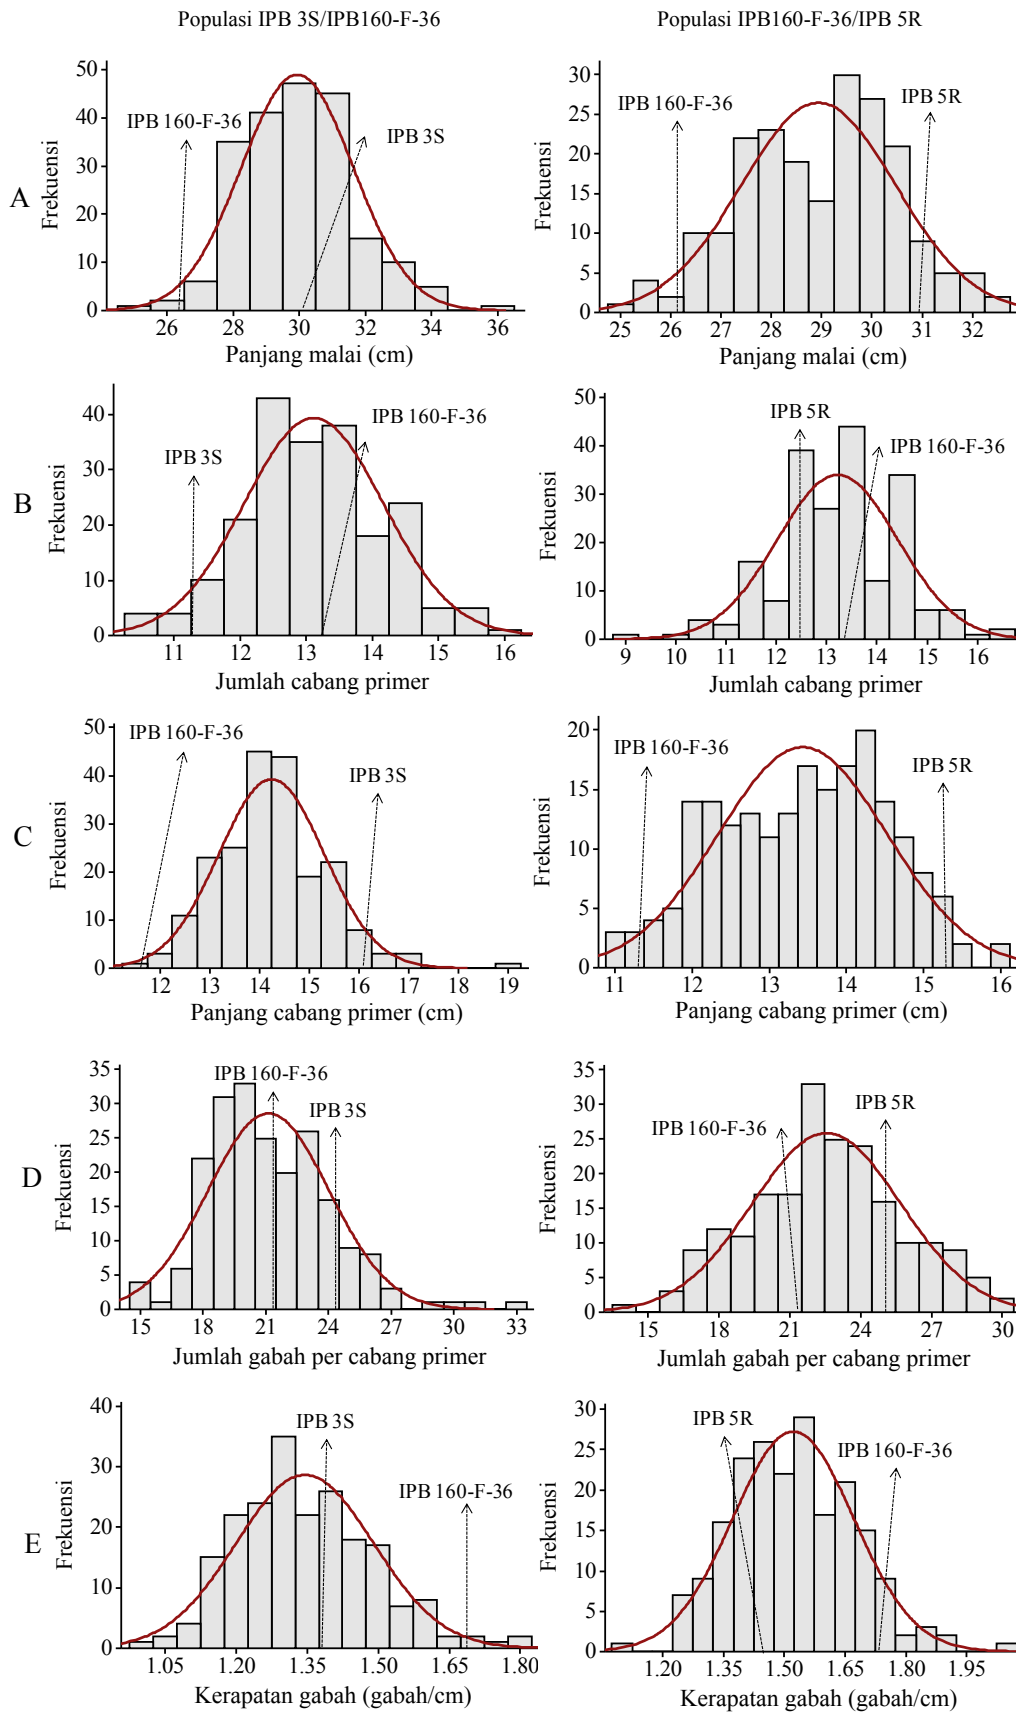 Populasi IPB 3S/IPB160-F-36
Populasi IPB160-F-36/IPB 5R
A
Frekuensi
50
40
30
20
10
0
IPB 160-F-36
IPB 3S
26 28 30 32 34 36
Panjang malai (cm)
Frekuensi
30
25
20
15
10
5
0
IPB 160-F-36
IPB 5R
25 26 27 28 29 30 31 32
Panjang malai (cm)
B
Frekuensi
40
30
20
10
0
IPB 3S
IPB 160-F-36
11 12 13 14 15 16
Jumlah cabang primer
Frekuensi
50
40
30
20
10
0
IPB 5R
IPB 160-F-36
9 10 11 12 13 14 15 16
Jumlah cabang primer
C
Frekuensi
50
40
30
20
10
0
IPB 160-F-36
IPB 3S
12 13 14 15 16 17 19
Panjang cabang primer (cm)
Frekuensi
20
15
10
5
0
IPB 160-F-36
IPB 5R
11 12 13 14 15 16
Panjang cabang primer (cm)
D
Frekuensi
35
30
25
20
15
10
5
0
IPB 160-F-36
IPB 3S
15 18 21 24 27 30 33
Jumlah gabah per cabang primer
Frekuensi
35
30
25
20
15
10
5
0
IPB 160-F-36
IPB 5R
15 21 24 27 30
Jumlah gabah per cabang primer
E
Frekuensi
40
30
20
10
0
IPB 3S
IPB 160-F-36
1.05 1.20 1.35 1.50 1.65 1.80
Kerapatan gabah (gabah/cm)
Frekuensi
30
25
20
15
10
5
0
IPB 5R
IPB 160-F-36
1.20 1.35 1.50 1.65 1.80 1.95
Kerapatan gabah (gabah/cm)